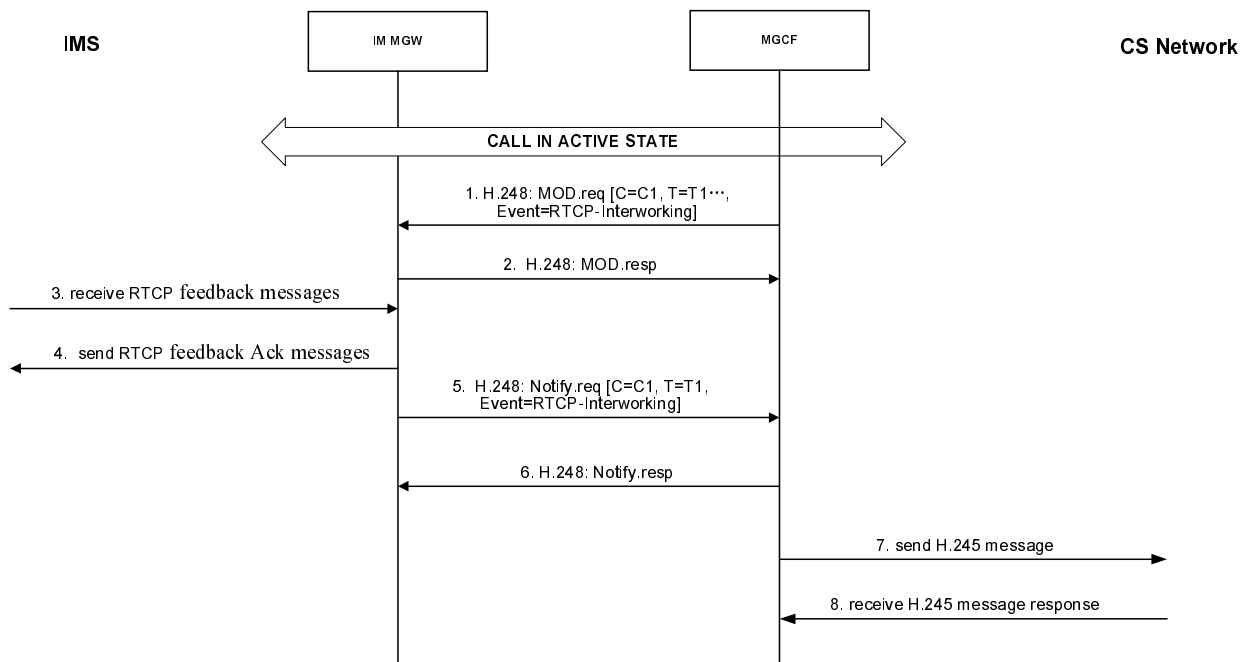 IMS
IM MGW
MGCF
CS Network
CALL IN ACTIVE STATE
1. H.248: MOD.req [C=C1, T=T1⋯,
Event=RTCP-Interworking]
2. H.248: MOD.resp
3. receive RTCP feedback messages
4. send RTCP feedback Ack messages
5. H.248: Notify.req [C=C1, T=T1,
Event=RTCP-Interworking]
6. H.248: Notify.resp
7. send H.245 message
8. receive H.245 message response